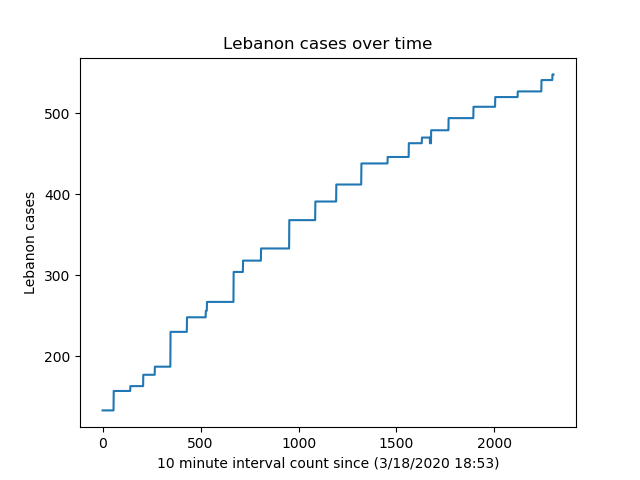 Lebanon cases over time
500
400
300
200
Lebanon cases
0 500 1000 1500 2000
10 minute interval count since (3/18/2020 18:53)